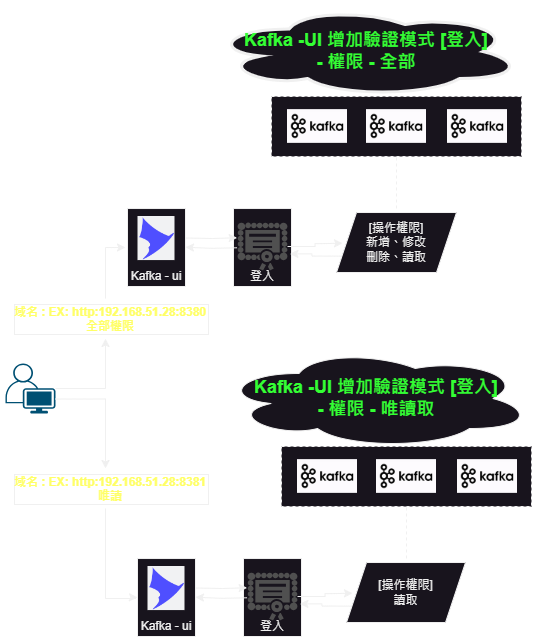 Kafka -UI 增加驗證模式 [登入]
- 權限 - 全部
kafka
kafka
kafka
[操作權限]
新增、修改
刪除、讀取
Kafka - ui
登入
域名 : EX: http:192.168.51.28:8380
全部權限
Kafka -UI 增加驗證模式 [登入]
- 權限 - 唯讀取
kafka
kafka
kafka
域名 : EX: http:192.168.51.28:8381
[操作權限]
讀取
Kafka - ui
登入